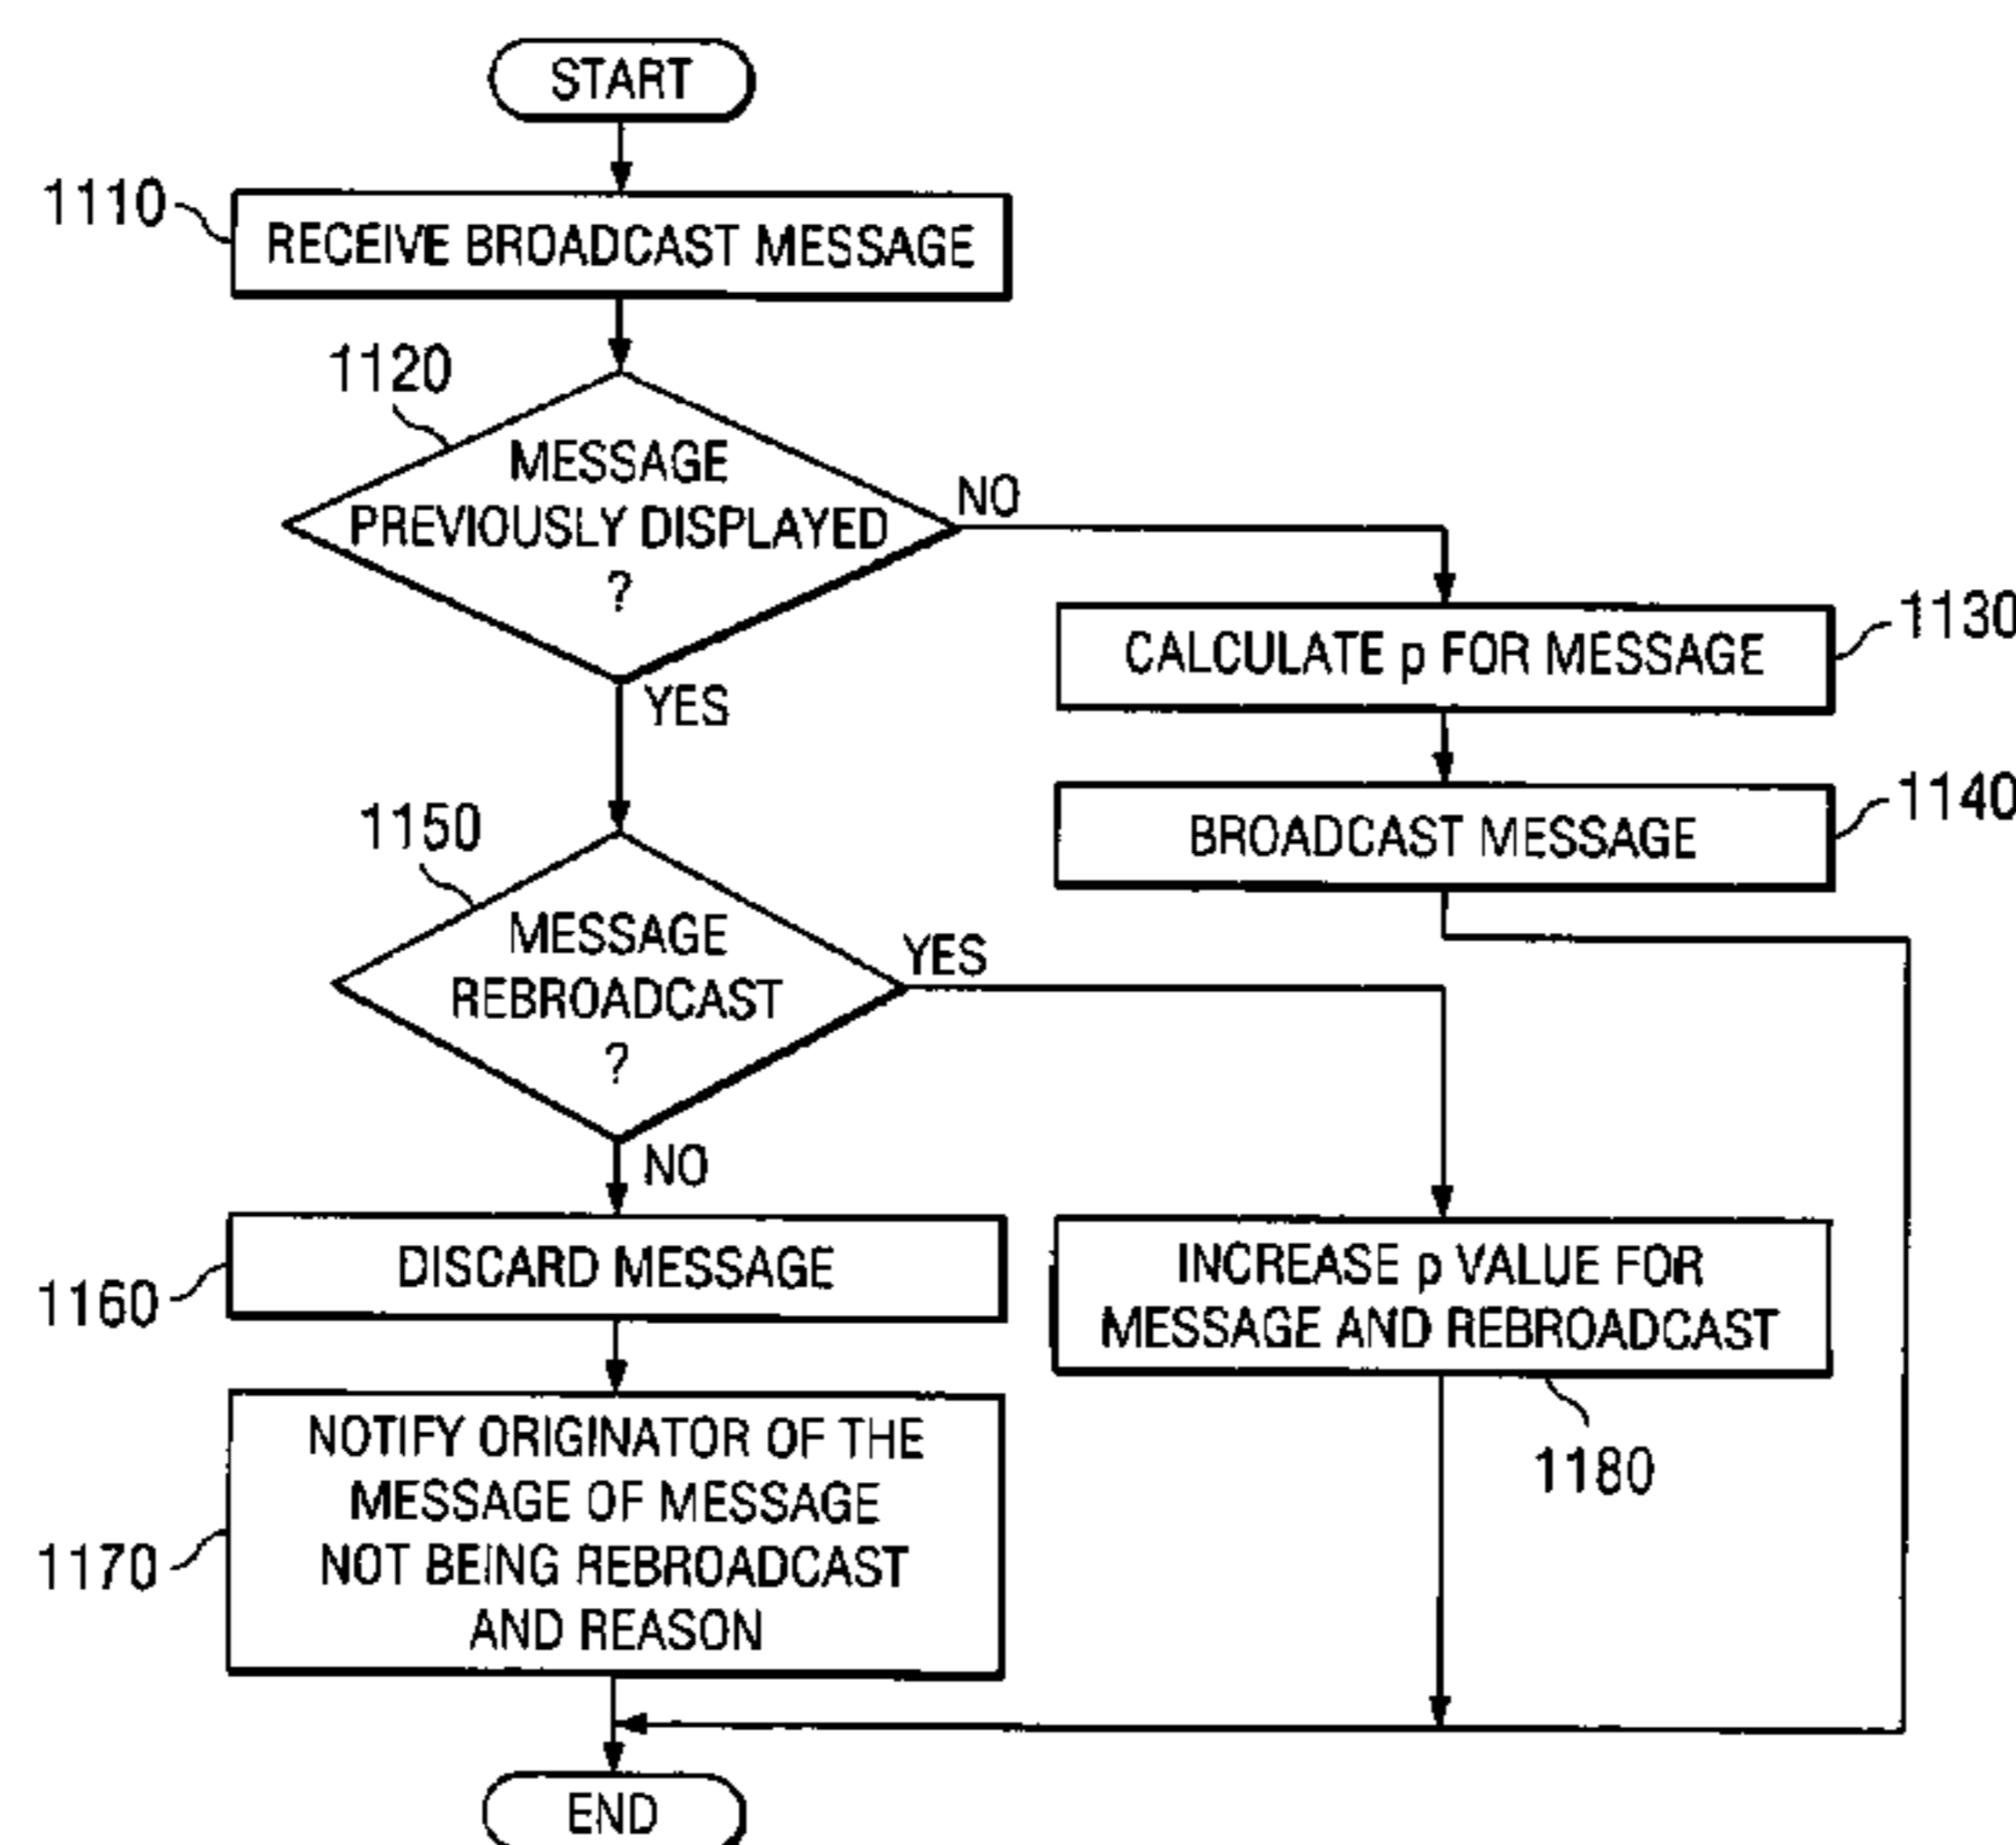 START
1110
RECEIVE BROADCAST MESSAGE
1120
MESSAGE
PREVIOUSLY DISPLAYED
?
NO
YES
1130
CALCULATE p FOR MESSAGE
1140
BROADCAST MESSAGE
1150
MESSAGE
REBROADCAST
?
YES
NO
1160
DISCARD MESSAGE
INCREASE p VALUE FOR
MESSAGE AND REBROADCAST
1180
1170
NOTIFY ORIGINATOR OF THE
MESSAGE OF MESSAGE
NOT BEING REBROADCAST
AND REASON
END